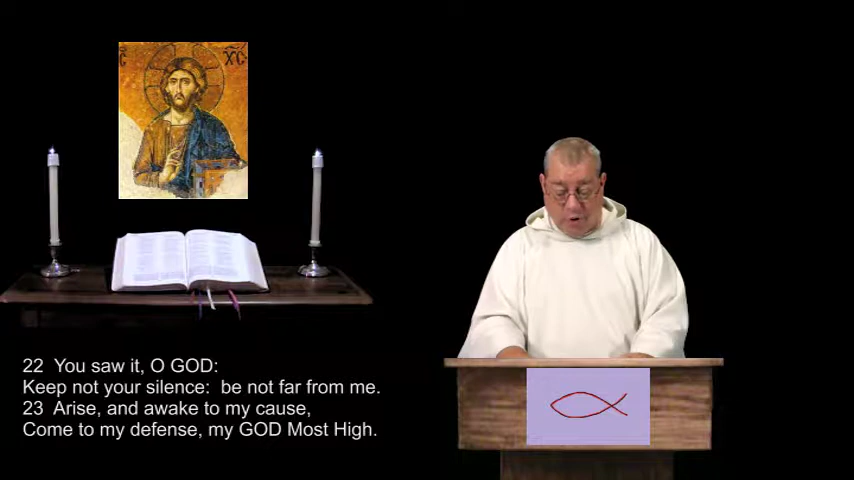 XC
22  You saw it, O GOD:
Keep not your silence:  be not far from me.
23  Arise, and awake to my cause,
Come to my defense, my GOD Most High.